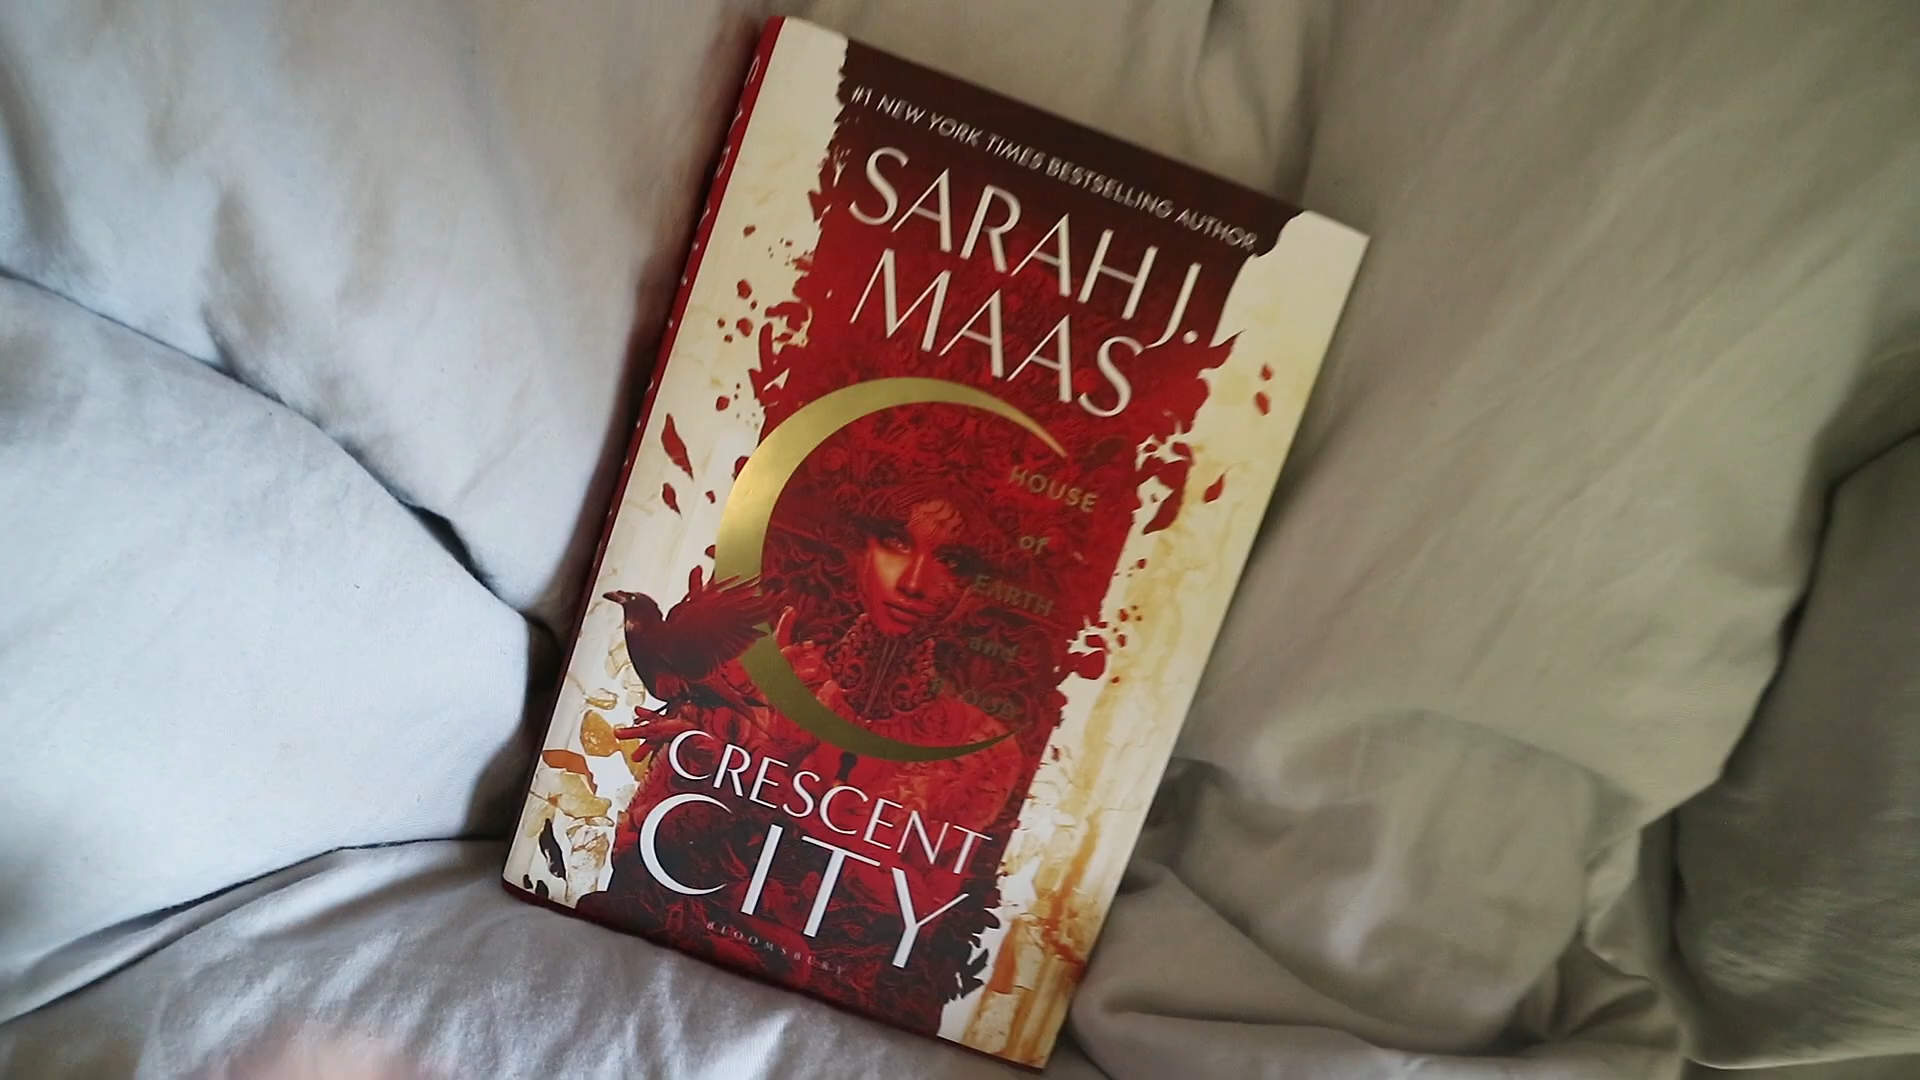 #1 NEW YORK TIMES BESTSELLING AUTHOR
SARAH J.
MAAS
HOUSE
of
EARTH
and
BLOOD
CRESCENT
CITY
BLOOMSBURY